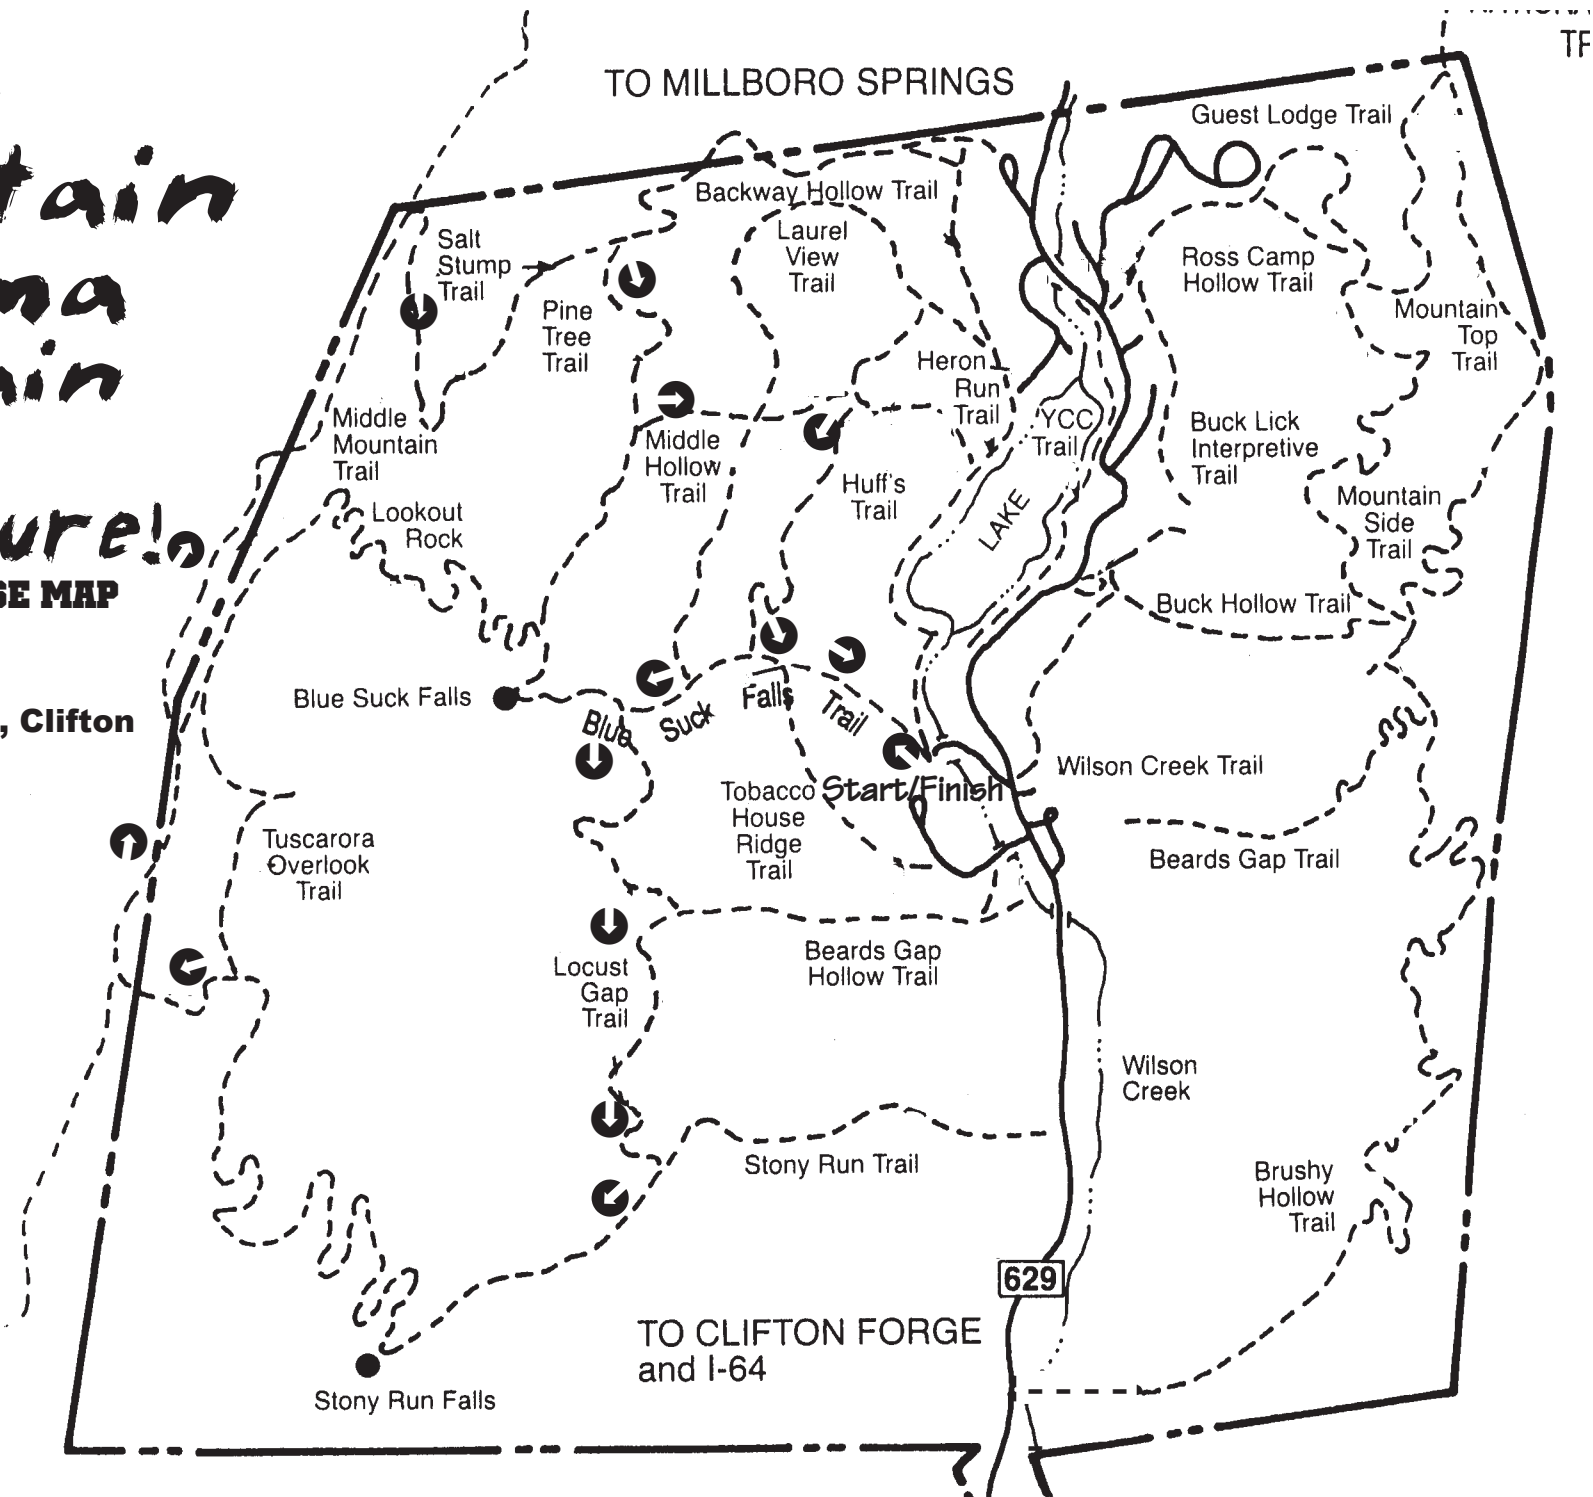 TO MILLBORO SPRINGS
Guest Lodge Trail
Backway Hollow Trail
Salt
Stump
Trail
Laurel
View
Trail
Ross Camp
Hollow Trail
Pine
Tree
Trail
Mountain
Top
Trail
Heron
Run
Trail
YCC
Trail
Middle
Mountain
Trail
Middle
Hollow
Trail
Buck Lick
Interpretive
Trail
Huff's
Trail
Lookout
Rock
LAKE
Mountain
Side
Trail
SE MAP
Buck Hollow Trail
Blue Suck Falls
, Clifton
Blue Suck Falls Trail
Wilson Creek Trail
Start/Finish
Tobacco
House
Ridge
Trail
Tuscarora
Overlook
Trail
Beards Gap Trail
Beards Gap
Hollow Trail
Locust
Gap
Trail
Wilson
Creek
Stony Run Trail
Brushy
Hollow
Trail
629
TO CLIFTON FORGE
and I-64
Stony Run Falls